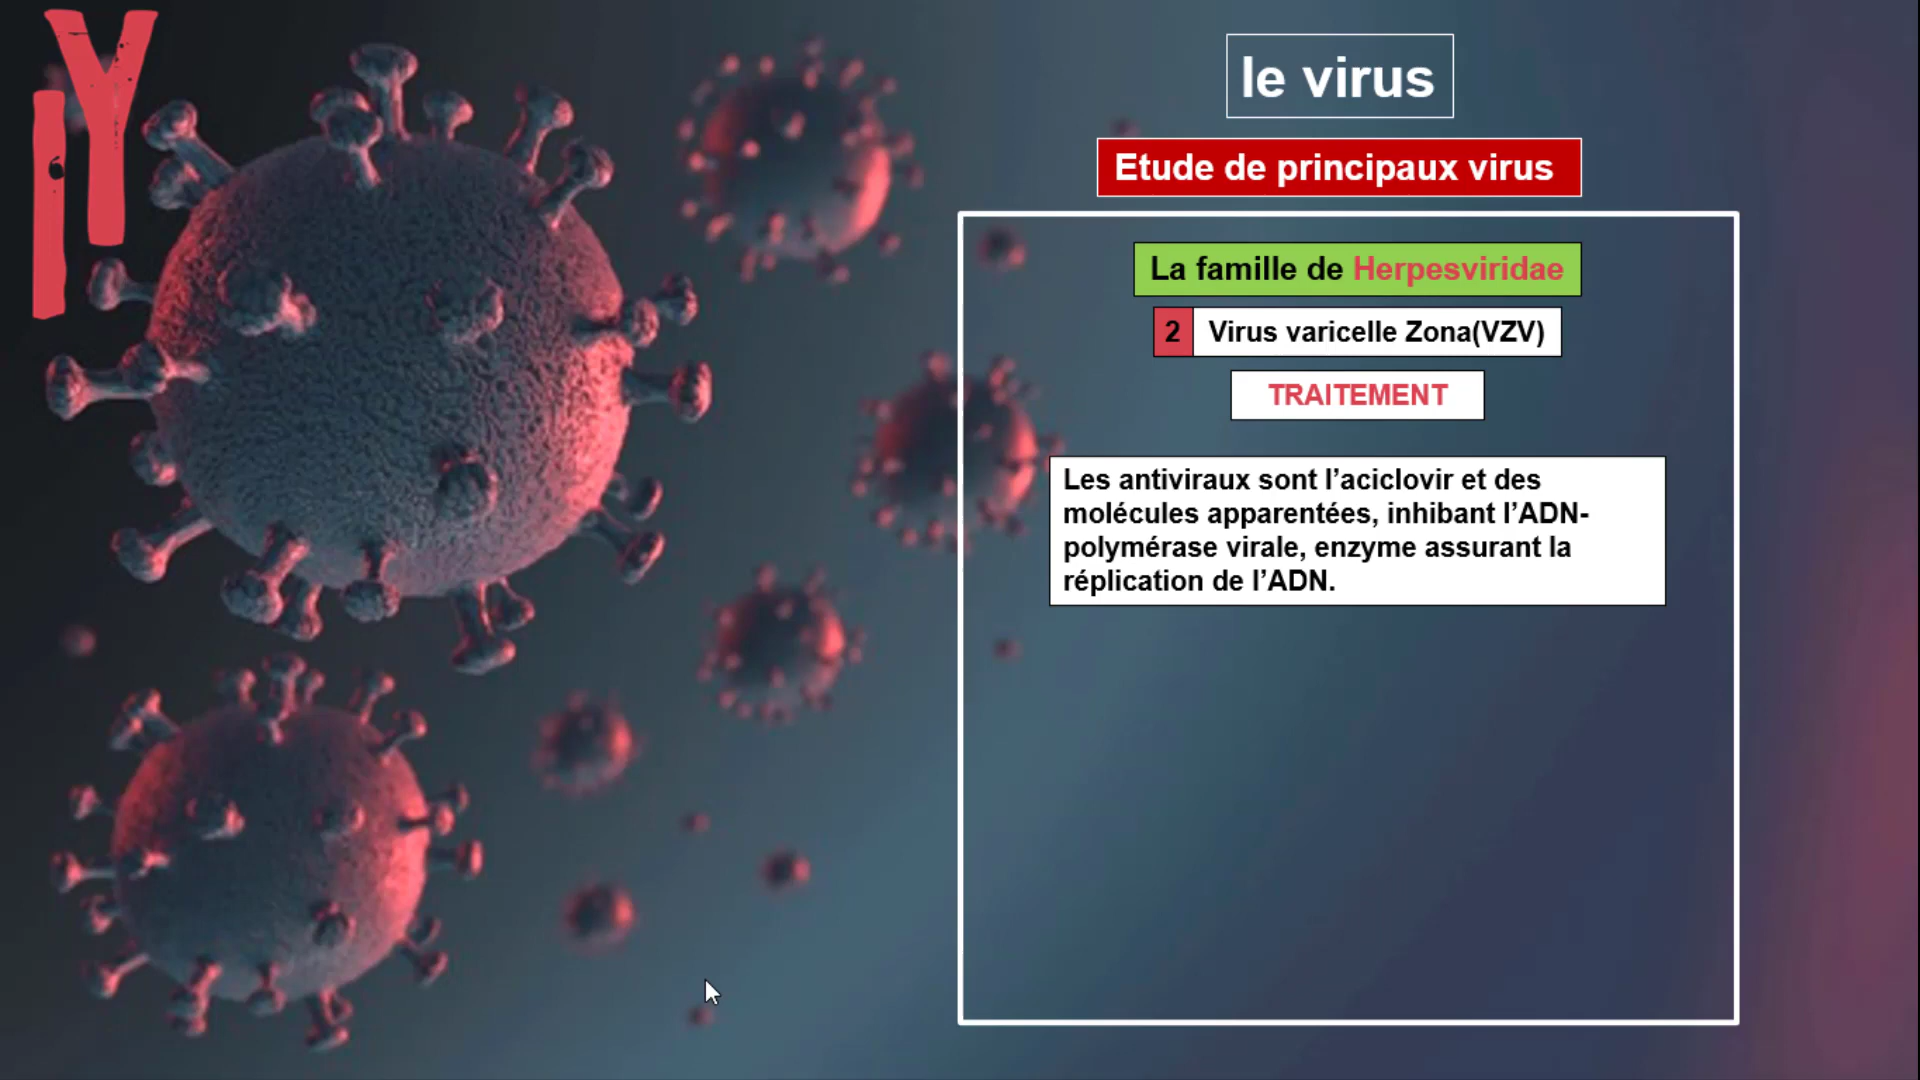 le virus
Etude de principaux virus
La famille de Herpesviridae
2 Virus varicelle Zona(VZV)
TRAITEMENT
Les antiviraux sont l’aciclovir et des
molécules apparentées, inhibant l’ADN-
polymérase virale, enzyme assurant la
réplication de l’ADN.